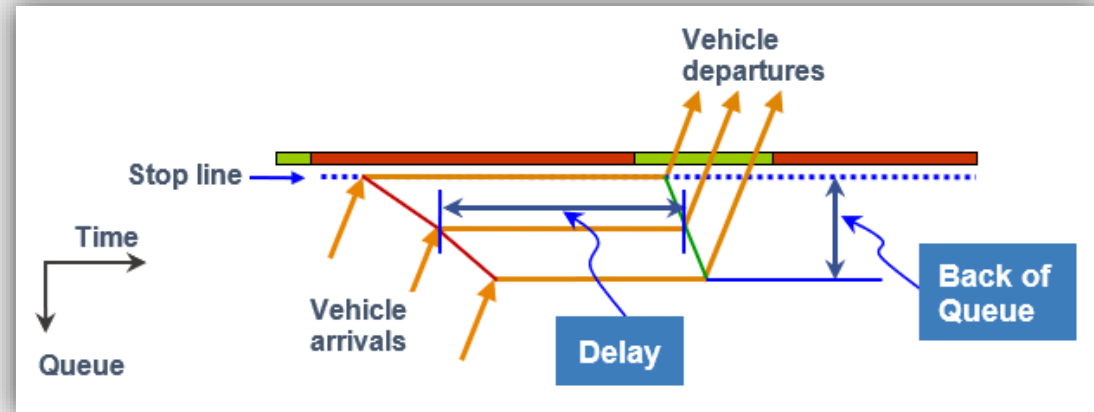 Vehicle
departures
Stop line
Time
Vehicle
arrivals
Queue
Delay
Back of
Queue